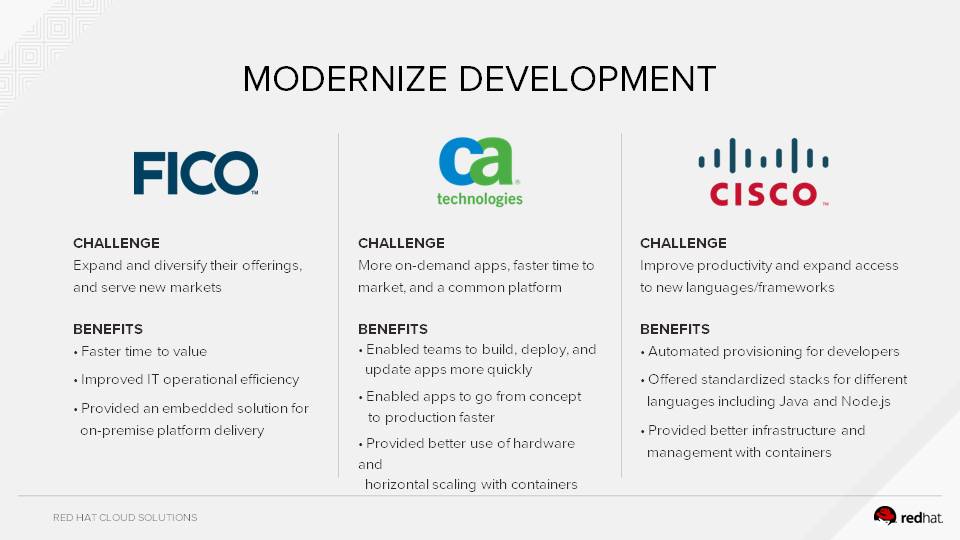 MODERNIZE DEVELOPMENT
FICO™
CHALLENGE
Expand and diversify their offerings,
and serve new markets
BENEFITS
• Faster time to value
• Improved IT operational efficiency
• Provided an embedded solution for
on-premise platform delivery
ca®
technologies
CHALLENGE
More on-demand apps, faster time to
market, and a common platform
BENEFITS
• Enabled teams to build, deploy, and
update apps more quickly
• Enabled apps to go from concept
to production faster
• Provided better use of hardware
and
horizontal scaling with containers
CISCO™
CHALLENGE
Improve productivity and expand access
to new languages/frameworks
BENEFITS
• Automated provisioning for developers
• Offered standardized stacks for different
languages including Java and Node.js
• Provided better infrastructure and
management with containers
RED HAT CLOUD SOLUTIONS
redhat.